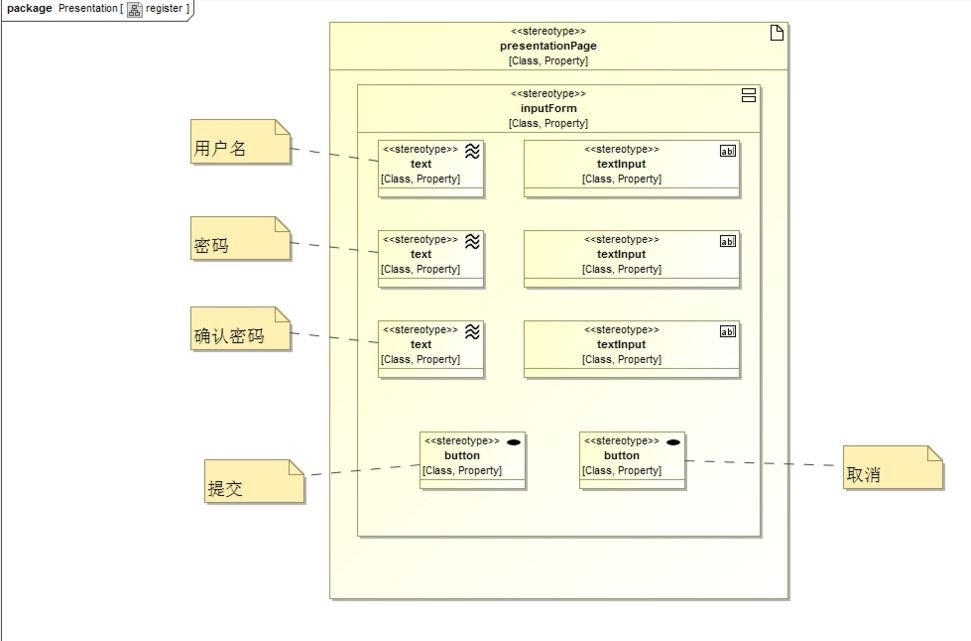 package Presentation [ register ]
<<stereotype>>
presentationPage
[Class, Property]
<<stereotype>>
inputForm
[Class, Property]
用户名
<<stereotype>>
text
[Class, Property]
<<stereotype>>
textInput
[Class, Property]
ab
密码
<<stereotype>>
text
[Class, Property]
<<stereotype>>
textInput
[Class, Property]
ab
确认密码
<<stereotype>>
text
[Class, Property]
<<stereotype>>
textInput
[Class, Property]
ab
提交
<<stereotype>>
button
[Class, Property]
<<stereotype>>
button
[Class, Property]
取消